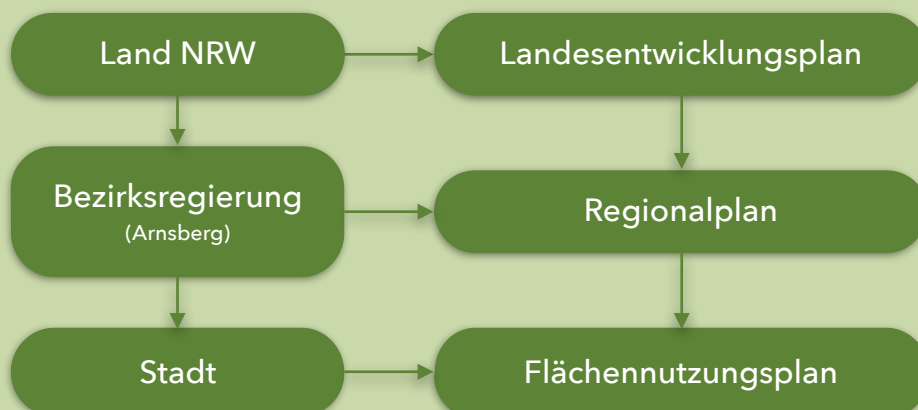 Land NRW
Landesentwicklungsplan
Bezirksregierung
(Arnsberg)
Regionalplan
Stadt
Flächennutzungsplan